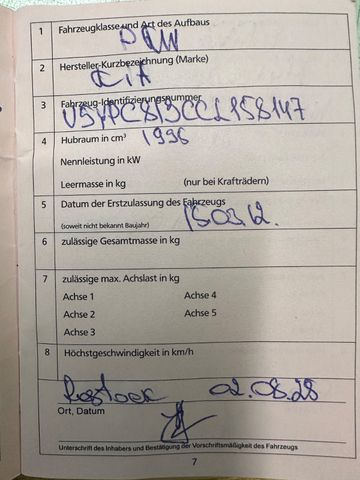 1 Fahrzeugklasse und Art des Aufbaus
PKW
2 Hersteller-Kurzbezeichnung (Marke)
KIA
3 Fahrzeug-Identifizierungsnummer
U5YPC813CCL158147
4 Hubraum in cm³ 1995
Nennleistung in kW
Leermasse in kg (nur bei Krafträdern)
5 Datum der Erstzulassung des Fahrzeugs
(soweit nicht bekannt Baujahr) 15.03.12.
6 zulässige Gesamtmasse in kg
7 zulässige max. Achslast in kg
Achse 1 Achse 4
Achse 2 Achse 5
Achse 3
8 Höchstgeschwindigkeit in km/h
Rostock 02.08.23
Ort, Datum
Unterschrift des Inhabers und Bestätigung der Vorschriftsmäßigkeit des Fahrzeugs
7